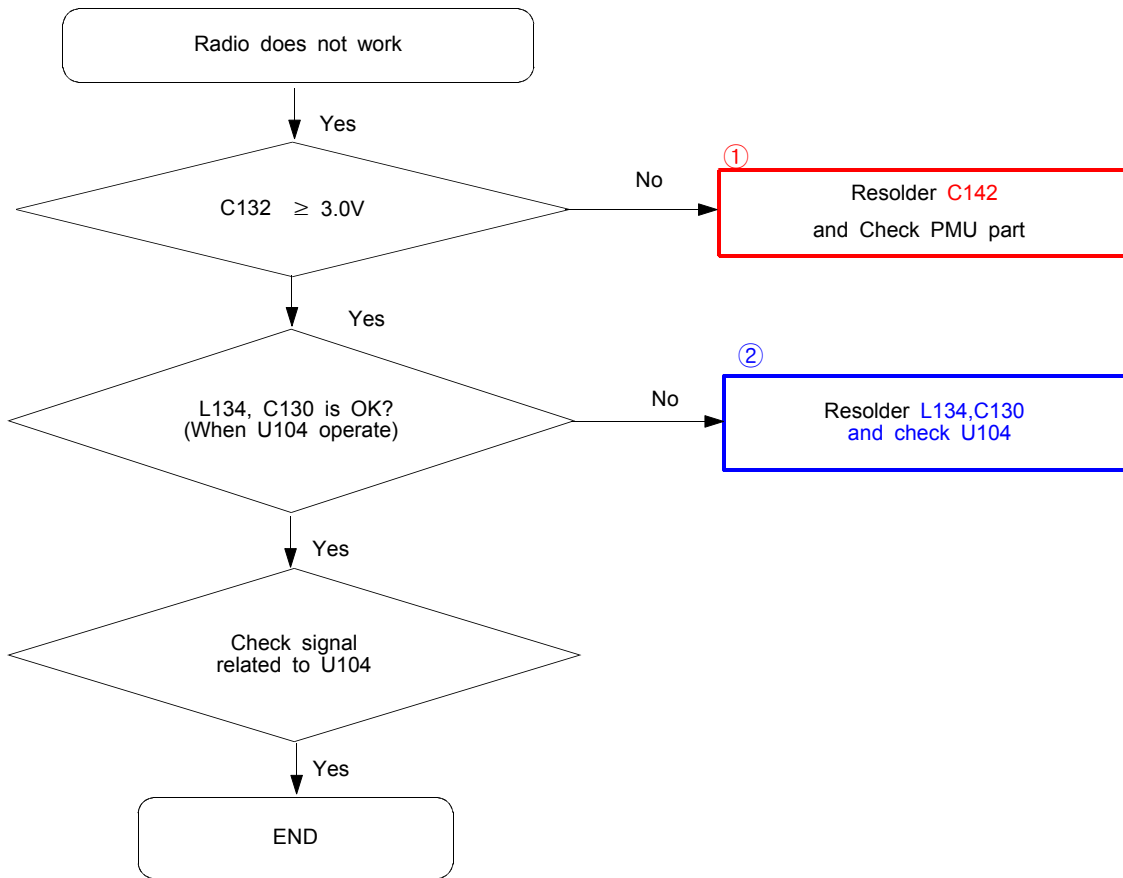 Radio does not work
Yes
C132 ≥ 3.0V
No
①
Resolder C142
and Check PMU part
Yes
L134, C130 is OK?
(When U104 operate)
No
②
Resolder L134,C130
and check U104
Yes
Check signal
related to U104
Yes
END